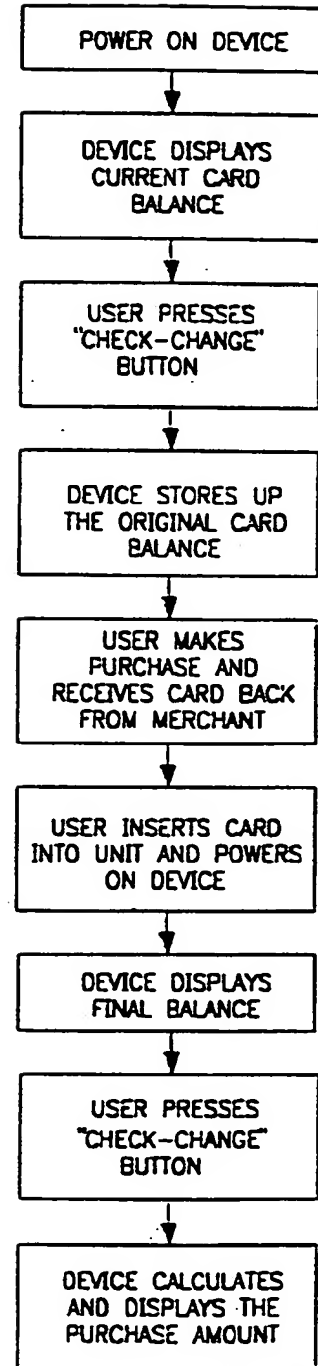 POWER ON DEVICE
DEVICE DISPLAYS
CURRENT CARD
BALANCE
USER PRESSES
"CHECK-CHANGE"
BUTTON
DEVICE STORES UP
THE ORIGINAL CARD
BALANCE
USER MAKES
PURCHASE AND
RECEIVES CARD BACK
FROM MERCHANT
USER INSERTS CARD
INTO UNIT AND POWERS
ON DEVICE
DEVICE DISPLAYS
FINAL BALANCE
USER PRESSES
"CHECK-CHANGE"
BUTTON
DEVICE CALCULATES
AND DISPLAYS THE
PURCHASE AMOUNT